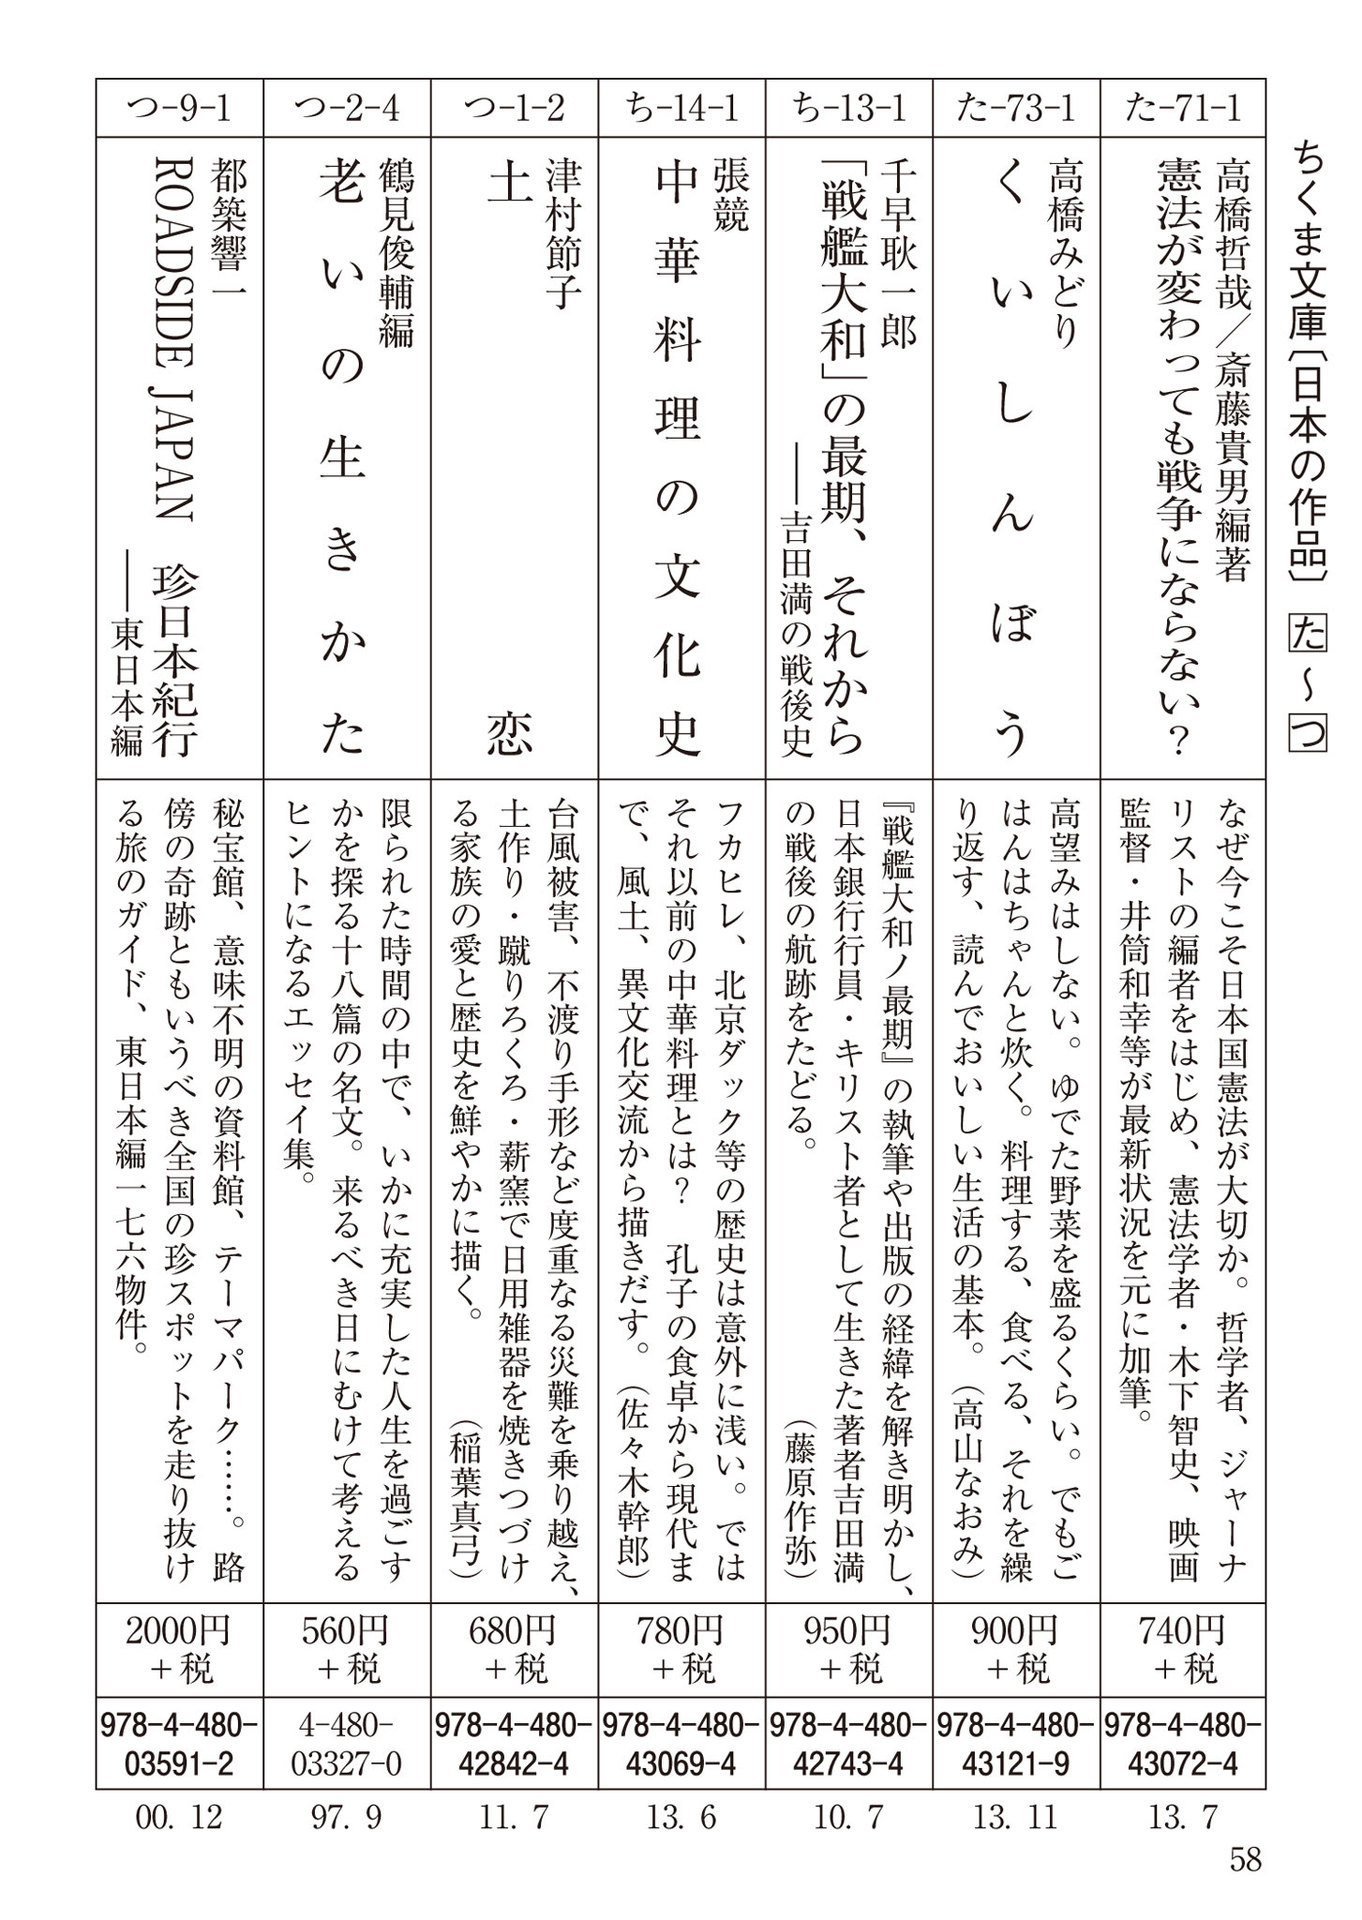 ちくま文庫〔日本の作品〕 た～つ
た-71-1
高橋哲哉／斎藤貴男編著
憲法が変わっても戦争にならない？
なぜ今こそ日本国憲法が大切か。哲学者、ジャーナ
リストの編者をはじめ、憲法学者・木下智史、映画
監督・井筒和幸等が最新状況を元に加筆。
740円
＋税
978-4-480-
43072-4
13. 7
た-73-1
高橋みどり
くいしんぼう
高望みはしない。ゆでた野菜を盛るくらい。でもご
はんはちゃんと炊く。料理する、食べる、それを繰
り返す、読んでおいしい生活の基本。（高山なおみ）
900円
＋税
978-4-480-
43121-9
13. 11
ち-13-1
千早耿一郎
「戦艦大和」の最期、それから
――吉田満の戦後史
『戦艦大和ノ最期』の執筆や出版の経緯を解き明かし、
日本銀行行員・キリスト者として生きた著者吉田満
の戦後の航跡をたどる。（藤原作弥）
950円
＋税
978-4-480-
42743-4
10. 7
ち-14-1
張競
中華料理の文化史
フカヒレ、北京ダック等の歴史は意外に浅い。では
それ以前の中華料理とは？　孔子の食卓から現代ま
で、風土、異文化交流から描きだす。（佐々木幹郎）
780円
＋税
978-4-480-
43069-4
13. 6
つ-1-2
津村節子
土恋
台風被害、不渡り手形など度重なる災難を乗り越え、
土作り・蹴りろくろ・薪窯で日用雑器を焼きつづけ
る家族の愛と歴史を鮮やかに描く。（稲葉真弓）
680円
＋税
978-4-480-
42842-4
11. 7
つ-2-4
鶴見俊輔編
老いの生きかた
限られた時間の中で、いかに充実した人生を過ごす
かを探る十八篇の名文。来るべき日にむけて考える
ヒントになるエッセイ集。
560円
＋税
4-480-
03327-0
97. 9
つ-9-1
都築響一
ROADSIDE JAPAN　珍日本紀行
――東日本編
秘宝館、意味不明の資料館、テーマパーク……。路
傍の奇跡ともいうべき全国の珍スポットを走り抜け
る旅のガイド、東日本編一七六物件。
2000円
＋税
978-4-480-
03591-2
00. 12
58